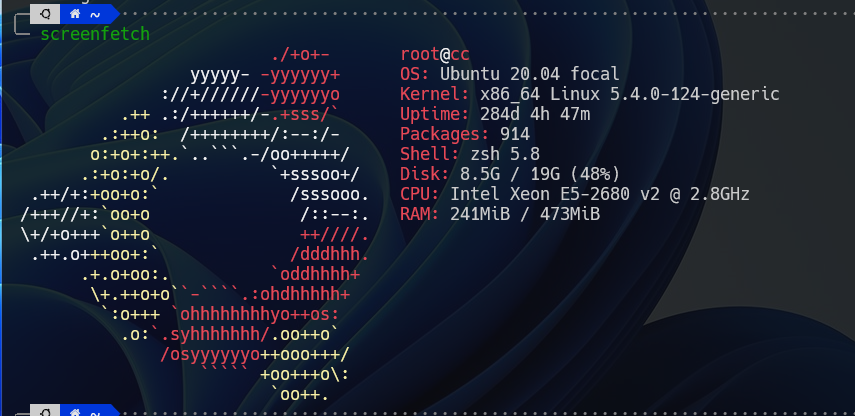 ~
screenfetch
./+o+- root@cc
yyyyy- -yyyyyy+ OS: Ubuntu 20.04 focal
://+//////-yyyyyyo Kernel: x86_64 Linux 5.4.0-124-generic
.++ .:/++++++/-.+sss/` Uptime: 284d 4h 47m
.:++o: /++++++++/:--:/- Packages: 914
o:+o+:++.`..```.-/oo+++++/ Shell: zsh 5.8
.:+o:+o/. `+sssoo+/ Disk: 8.5G / 19G (48%)
.++/+:+oo+o:` /sssooo. CPU: Intel Xeon E5-2680 v2 @ 2.8GHz
/+++//+:`oo+o /::--:. RAM: 241MiB / 473MiB
\+/+o+++`o++o ++////.
.++.o+++oo+:` /dddhhh.
.+.o+oo:. `oddhhhh+
\+.++o+o``-````.:ohdhhhhh+
`:o+++ `ohhhhhhhhyo++os:
.o:`.syhhhhhhh/.oo++o`
/osyyyyyyo++ooo+++/
````` +oo+++o\:
`oo++.
~